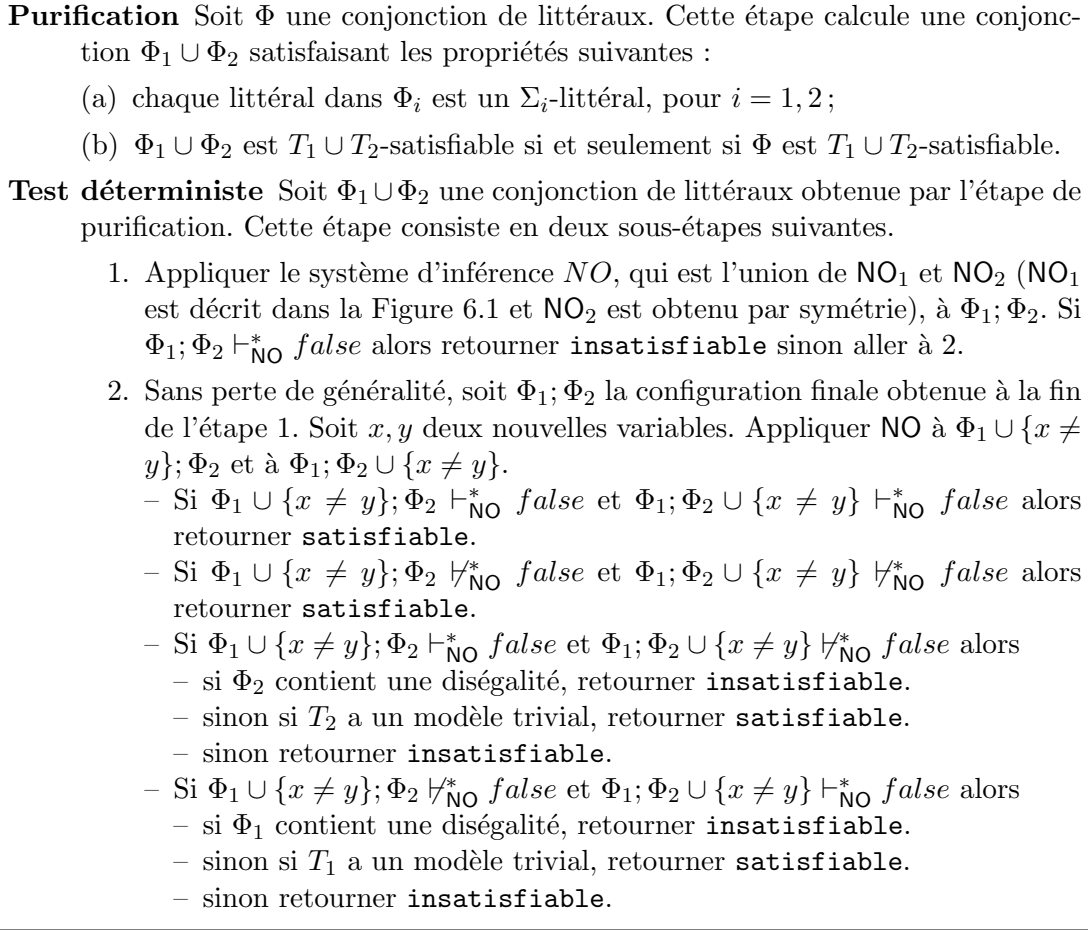 Purification Soit Φ une conjonction de littéraux. Cette étape calcule une conjonc-
tion Φ₁ ∪ Φ₂ satisfaisant les propriétés suivantes :
(a) chaque littéral dans Φᵢ est un Σᵢ-littéral, pour i = 1, 2 ;
(b) Φ₁ ∪ Φ₂ est T₁ ∪ T₂-satisfiable si et seulement si Φ est T₁ ∪ T₂-satisfiable.
Test déterministe Soit Φ₁ ∪ Φ₂ une conjonction de littéraux obtenue par l'étape de
purification. Cette étape consiste en deux sous-étapes suivantes.
1. Appliquer le système d'inférence NO, qui est l'union de NO₁ et NO₂ (NO₁
est décrit dans la Figure 6.1 et NO₂ est obtenu par symétrie), à Φ₁; Φ₂. Si
Φ₁; Φ₂ ⊢*_NO false alors retourner insatisfiable sinon aller à 2.
2. Sans perte de généralité, soit Φ₁; Φ₂ la configuration finale obtenue à la fin
de l'étape 1. Soit x, y deux nouvelles variables. Appliquer NO à Φ₁ ∪ {x ≠
y}; Φ₂ et à Φ₁; Φ₂ ∪ {x ≠ y}.
– Si Φ₁ ∪ {x ≠ y}; Φ₂ ⊢*_NO false et Φ₁; Φ₂ ∪ {x ≠ y} ⊢*_NO false alors
retourner satisfiable.
– Si Φ₁ ∪ {x ≠ y}; Φ₂ ⊬*_NO false et Φ₁; Φ₂ ∪ {x ≠ y} ⊬*_NO false alors
retourner satisfiable.
– Si Φ₁ ∪ {x ≠ y}; Φ₂ ⊢*_NO false et Φ₁; Φ₂ ∪ {x ≠ y} ⊬*_NO false alors
– si Φ₂ contient une diségalité, retourner insatisfiable.
– sinon si T₂ a un modèle trivial, retourner satisfiable.
– sinon retourner insatisfiable.
– Si Φ₁ ∪ {x ≠ y}; Φ₂ ⊬*_NO false et Φ₁; Φ₂ ∪ {x ≠ y} ⊢*_NO false alors
– si Φ₁ contient une diségalité, retourner insatisfiable.
– sinon si T₁ a un modèle trivial, retourner satisfiable.
– sinon retourner insatisfiable.